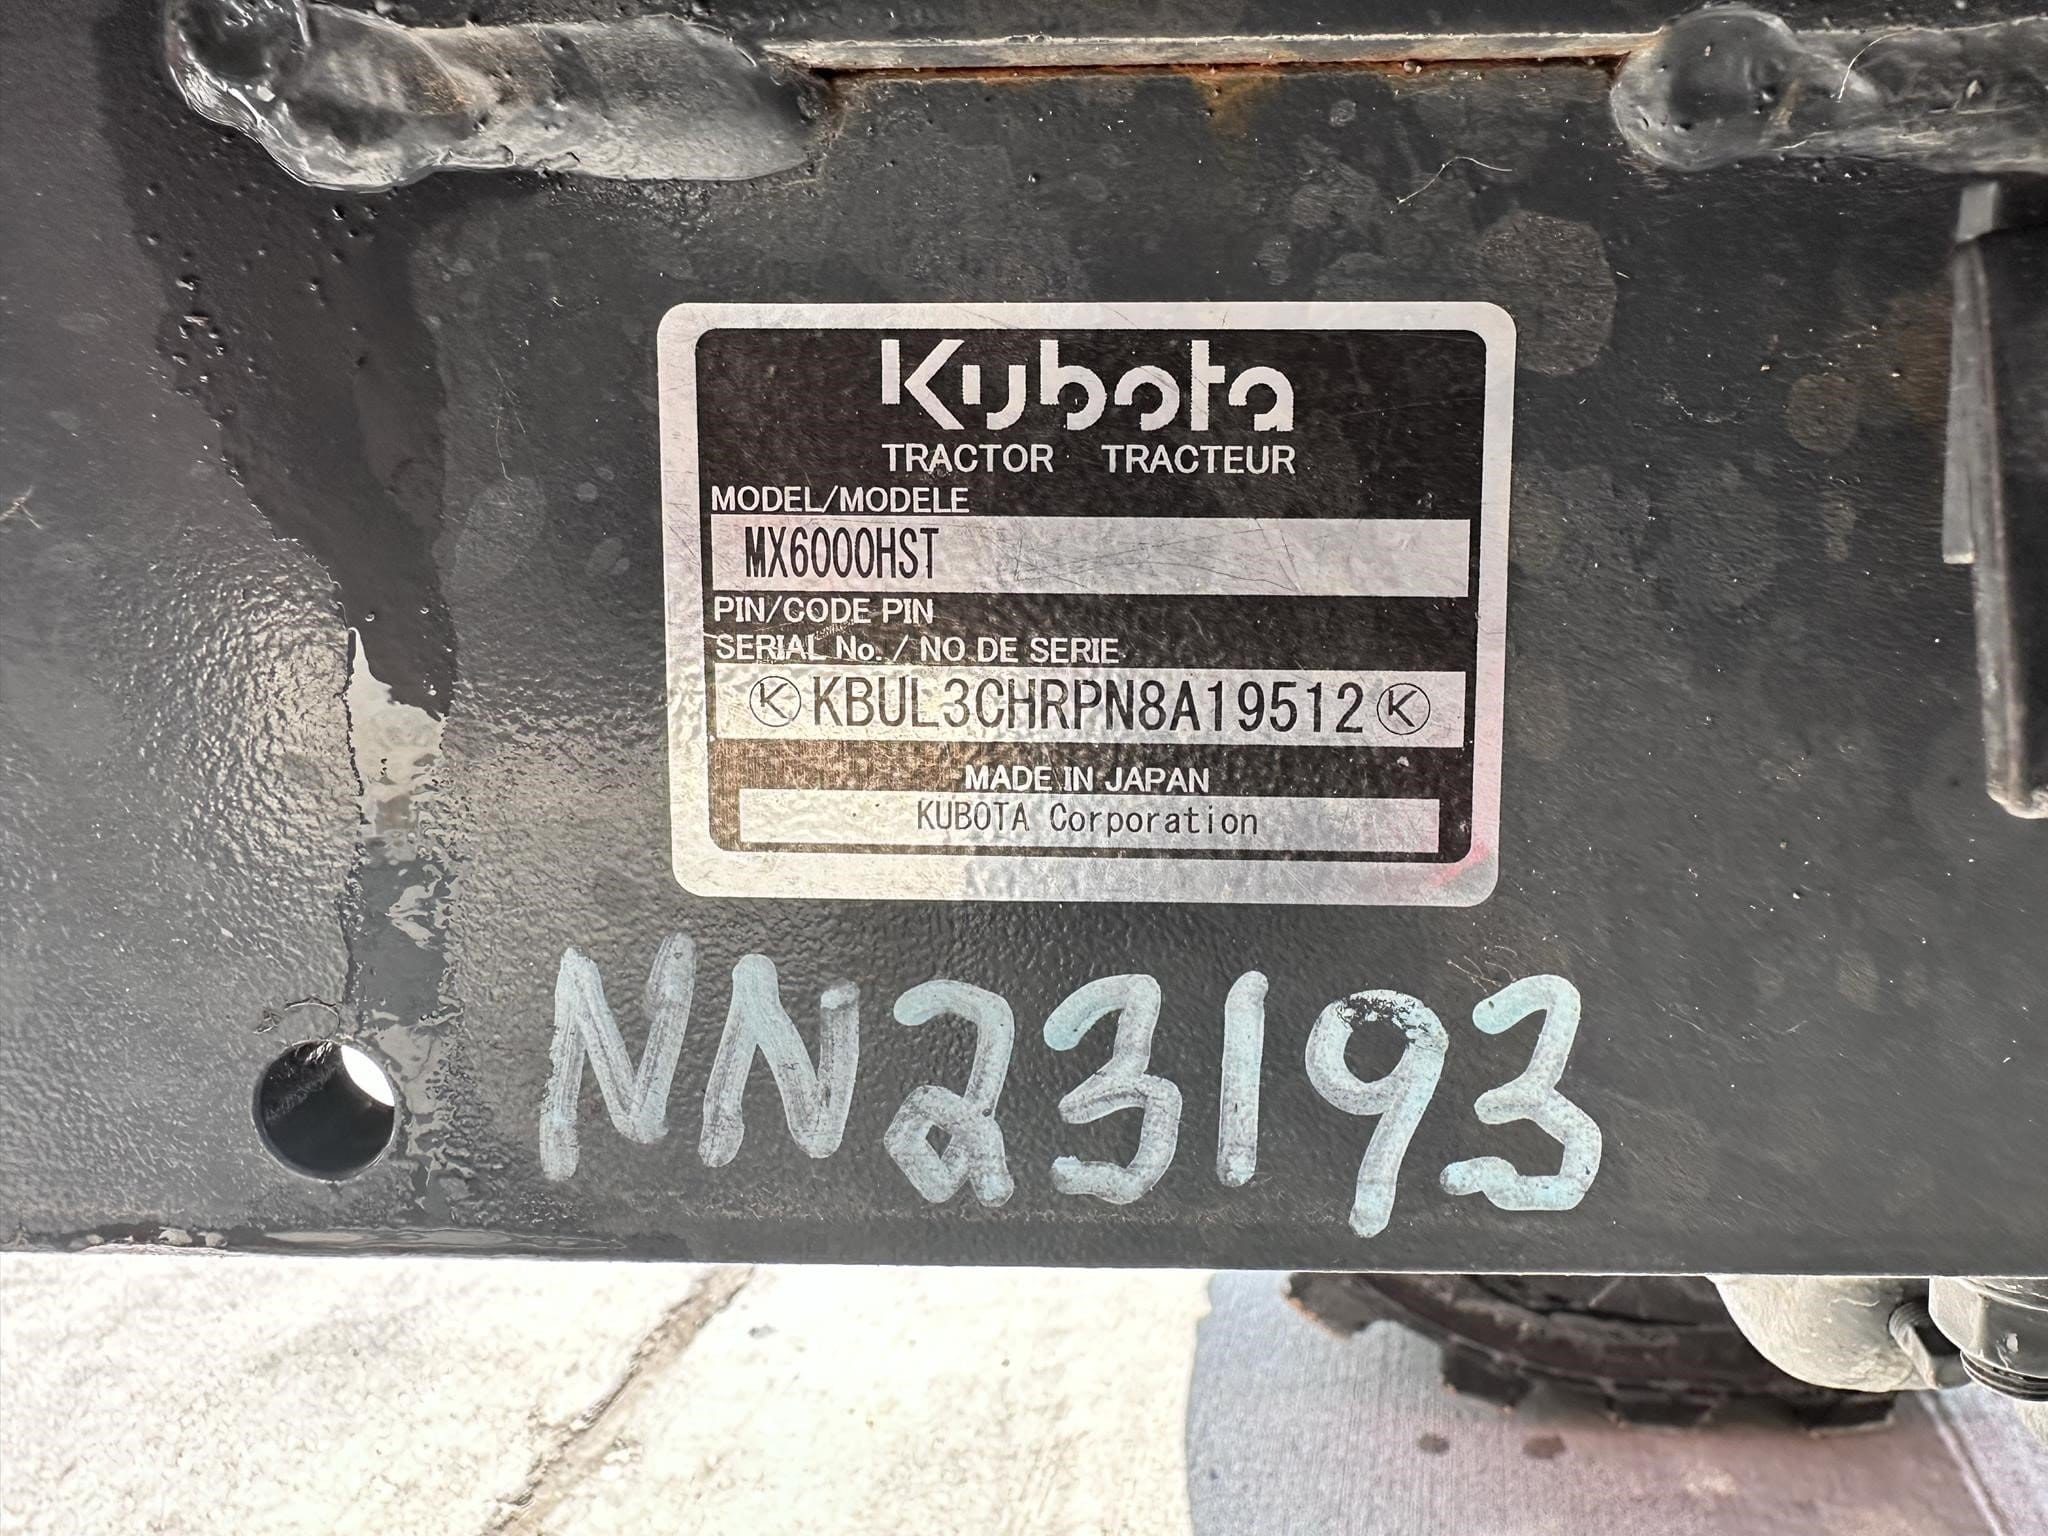 Kubota
TRACTOR TRACTEUR
MODEL/MODELE
MX6000HST
PIN/CODE PIN
SERIAL No. / NO DE SERIE
K KBUL3CHRPN8A19512 K
MADE IN JAPAN
KUBOTA Corporation
NN23193